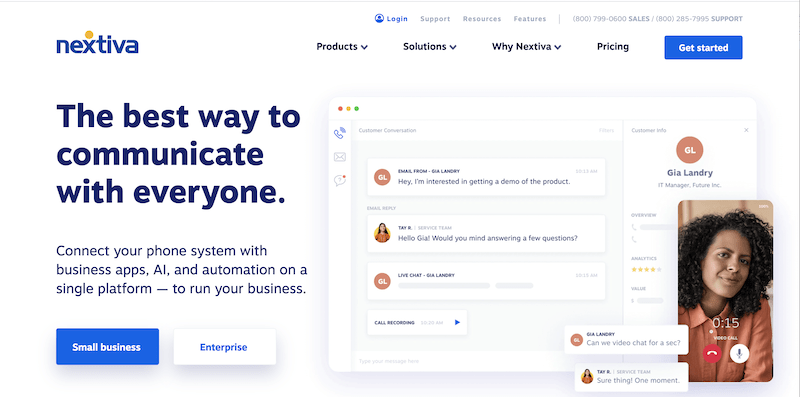 Login Support Resources Features (800) 799-0600 SALES / (800) 285-7995 SUPPORT
nextiva
Products Solutions Why Nextiva Pricing Get started
The best way to
communicate
with everyone.
Connect your phone system with
business apps, AI, and automation on a
single platform — to run your business.
Small business Enterprise
Customer Conversation Filters
GL EMAIL FROM - GIA LANDRY 10:12 AM
Hey, I'm interested in getting a demo of the product.
EMAIL REPLY
TAY R. | SERVICE TEAM
Hello Gia! Would you mind answering a few questions?
GL LIVE CHAT - GIA LANDRY 10:15 AM
CALL RECORDING 10:20 AM
Type your message here
Customer Info
GL
Gia Landry
IT Manager, Future Inc.
OVERVIEW
ANALYTICS
VALUE
$
0:15
VIDEO CALL
GL GIA LANDRY
Can we video chat for a sec?
TAY R. | SERVICE TEAM
Sure thing! One moment.